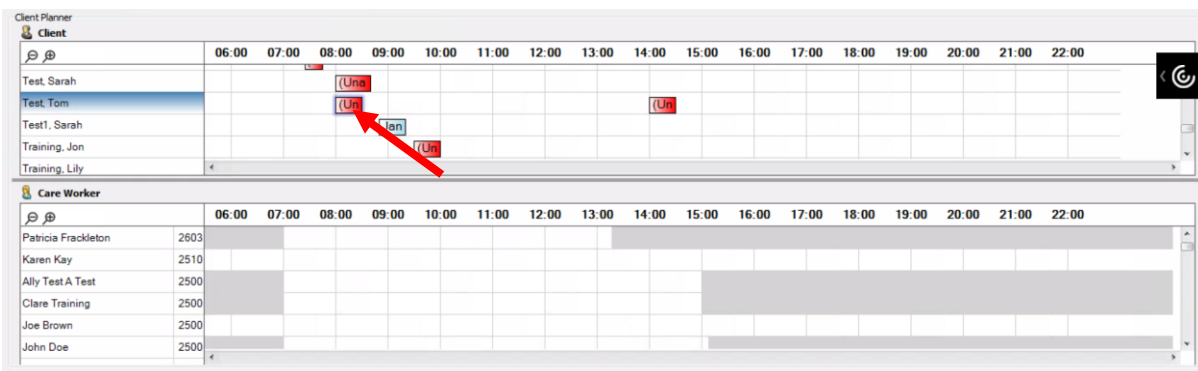 Client Planner
Client
06:00 07:00 08:00 09:00 10:00 11:00 12:00 13:00 14:00 15:00 16:00 17:00 18:00 19:00 20:00 21:00 22:00
Test, Sarah (Una
Test, Tom (Un (Un
Test1, Sarah Jan
Training, Jon (Un
Training, Lily
Care Worker
06:00 07:00 08:00 09:00 10:00 11:00 12:00 13:00 14:00 15:00 16:00 17:00 18:00 19:00 20:00 21:00 22:00
Patricia Frackleton 2603
Karen Kay 2510
Ally Test A Test 2500
Clare Training 2500
Joe Brown 2500
John Doe 2500